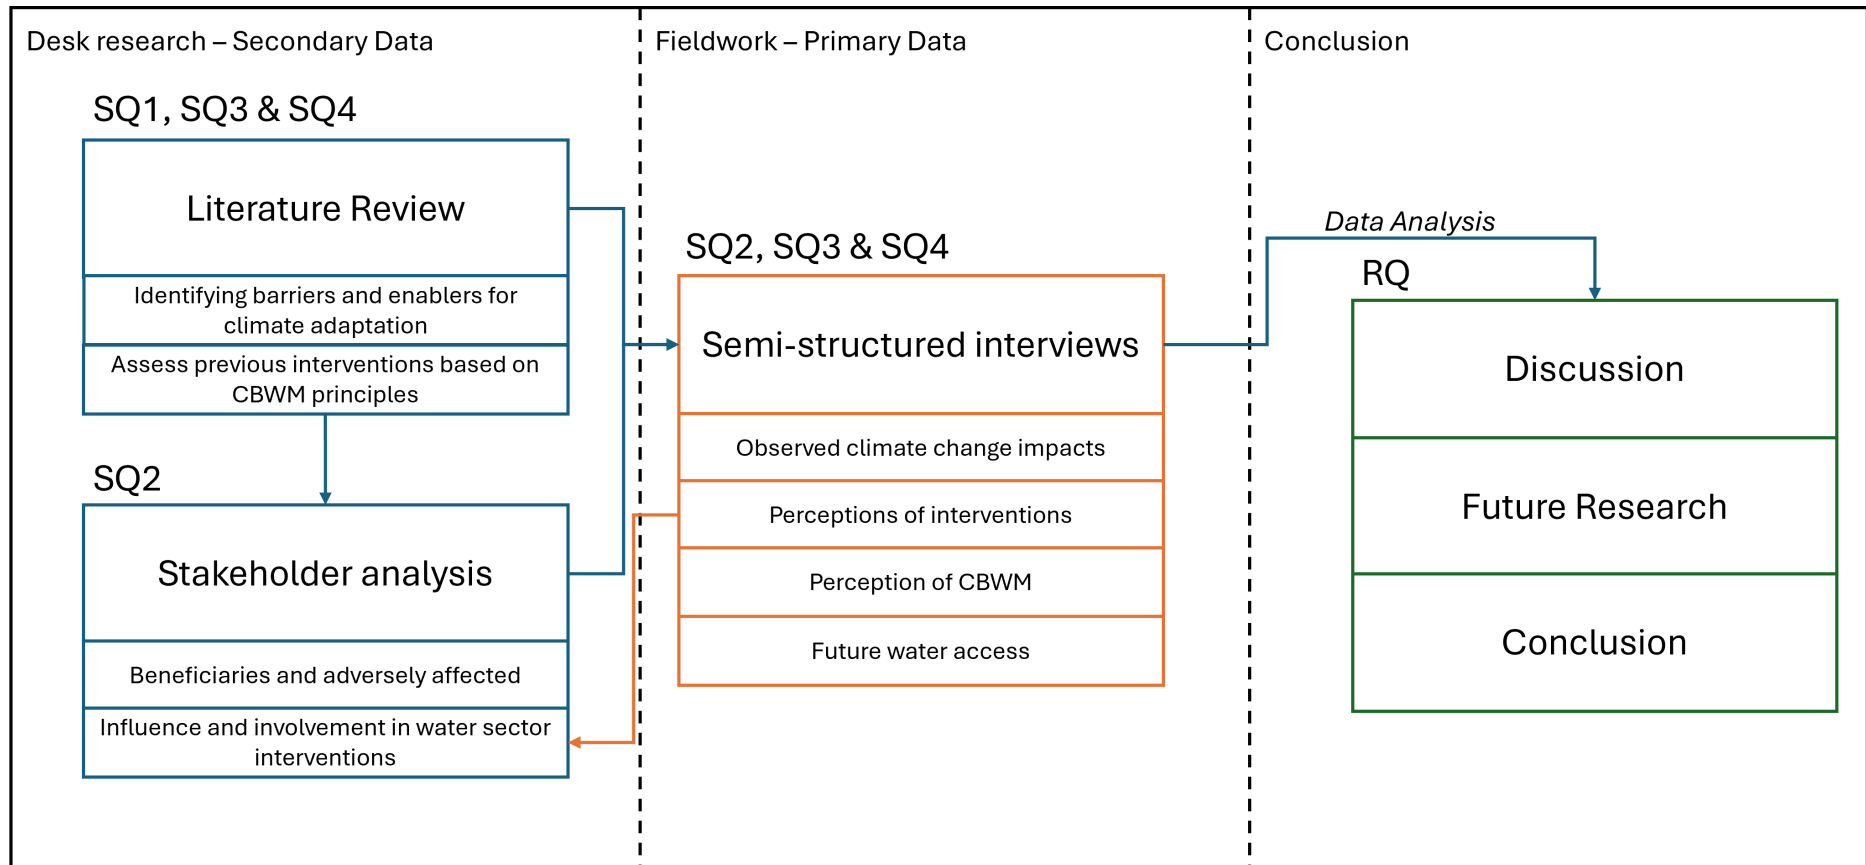 Desk research – Secondary Data
SQ1, SQ3 & SQ4
Literature Review
Identifying barriers and enablers for
climate adaptation
Assess previous interventions based on
CBWM principles
SQ2
Stakeholder analysis
Beneficiaries and adversely affected
Influence and involvement in water sector
interventions
Fieldwork – Primary Data
SQ2, SQ3 & SQ4
Semi-structured interviews
Observed climate change impacts
Perceptions of interventions
Perception of CBWM
Future water access
Conclusion
Data Analysis
RQ
Discussion
Future Research
Conclusion